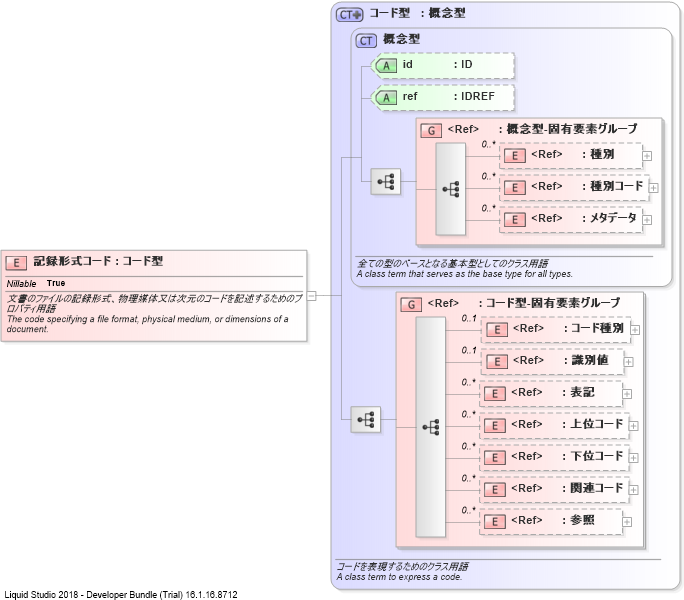 CT コード型 : 概念型
CT 概念型
A id : ID
A ref : IDREF
G <Ref> : 概念型-固有要素グループ
0..*
E <Ref> : 種別
0..*
E <Ref> : 種別コード
0..*
E <Ref> : メタデータ
全ての型のベースとなる基本型としてのクラス用語
A class term that serves as the base type for all types.
E 記録形式コード : コード型
Nillable True
文書のファイルの記録形式、物理媒体又は次元のコードを記述するためのプ
ロパティ用語
The code specifying a file format, physical medium, or dimensions of a
document.
G <Ref> : コード型-固有要素グループ
0..1
E <Ref> : コード種別
0..1
E <Ref> : 識別値
0..*
E <Ref> : 表記
0..*
E <Ref> : 上位コード
0..*
E <Ref> : 下位コード
0..*
E <Ref> : 関連コード
0..*
E <Ref> : 参照
コードを表現するためのクラス用語
A class term to express a code.
Liquid Studio 2018 - Developer Bundle (Trial) 16.1.16.8712